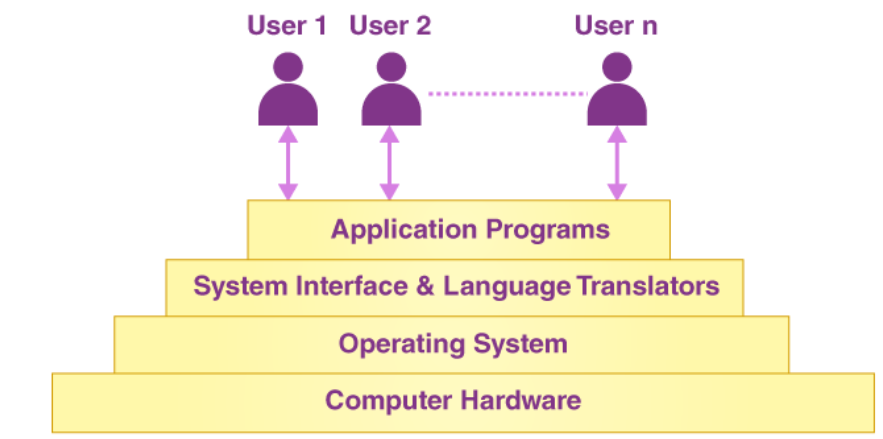 User 1 User 2 User n
Application Programs
System Interface & Language Translators
Operating System
Computer Hardware